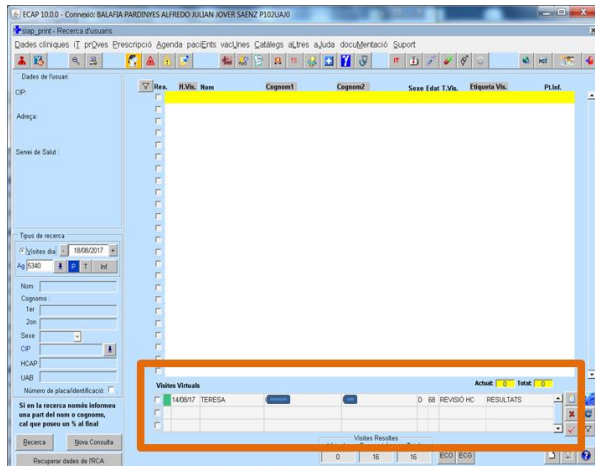 ECAP 10.0.0 - Connexió: BALAFIA PARDINYES ALFREDO JULIAN JOVER SAENZ P102UAJ0
siap_print - Recerca d'usuaris
Dades clíniques iT prOves Prescripció Agenda paciEnts vacUnes Catàlegs aLtres aJuda docuMentació Suport
Dades de l'usuari
CIP:
Adreça:
Servei de Salut :
Rea. H.Vis. Nom Cognom1 Cognom2 Sexe Edat T.Vis. Etiqueta Vis. Pt.Inf.
Tipus de recerca
Visites dia - 18/08/2017 +
Ag 5340 P T Inf.
Nom
Cognoms :
1er
2on
Sexe
CIP
HCAP
UAB
Número de placa/identificació.
Si en la recerca només informeu
una part del nom o cognoms,
cal que poseu un % al final
Recerca Nova Consulta
Recuperar dades de l'RCA
Visites Virtuals Actual: 0 Total: 0
14/08/17 TERESA D 68 REVISIÓ HC RESULTATS
Visites Resoltes
0 16 16 ECO ECG